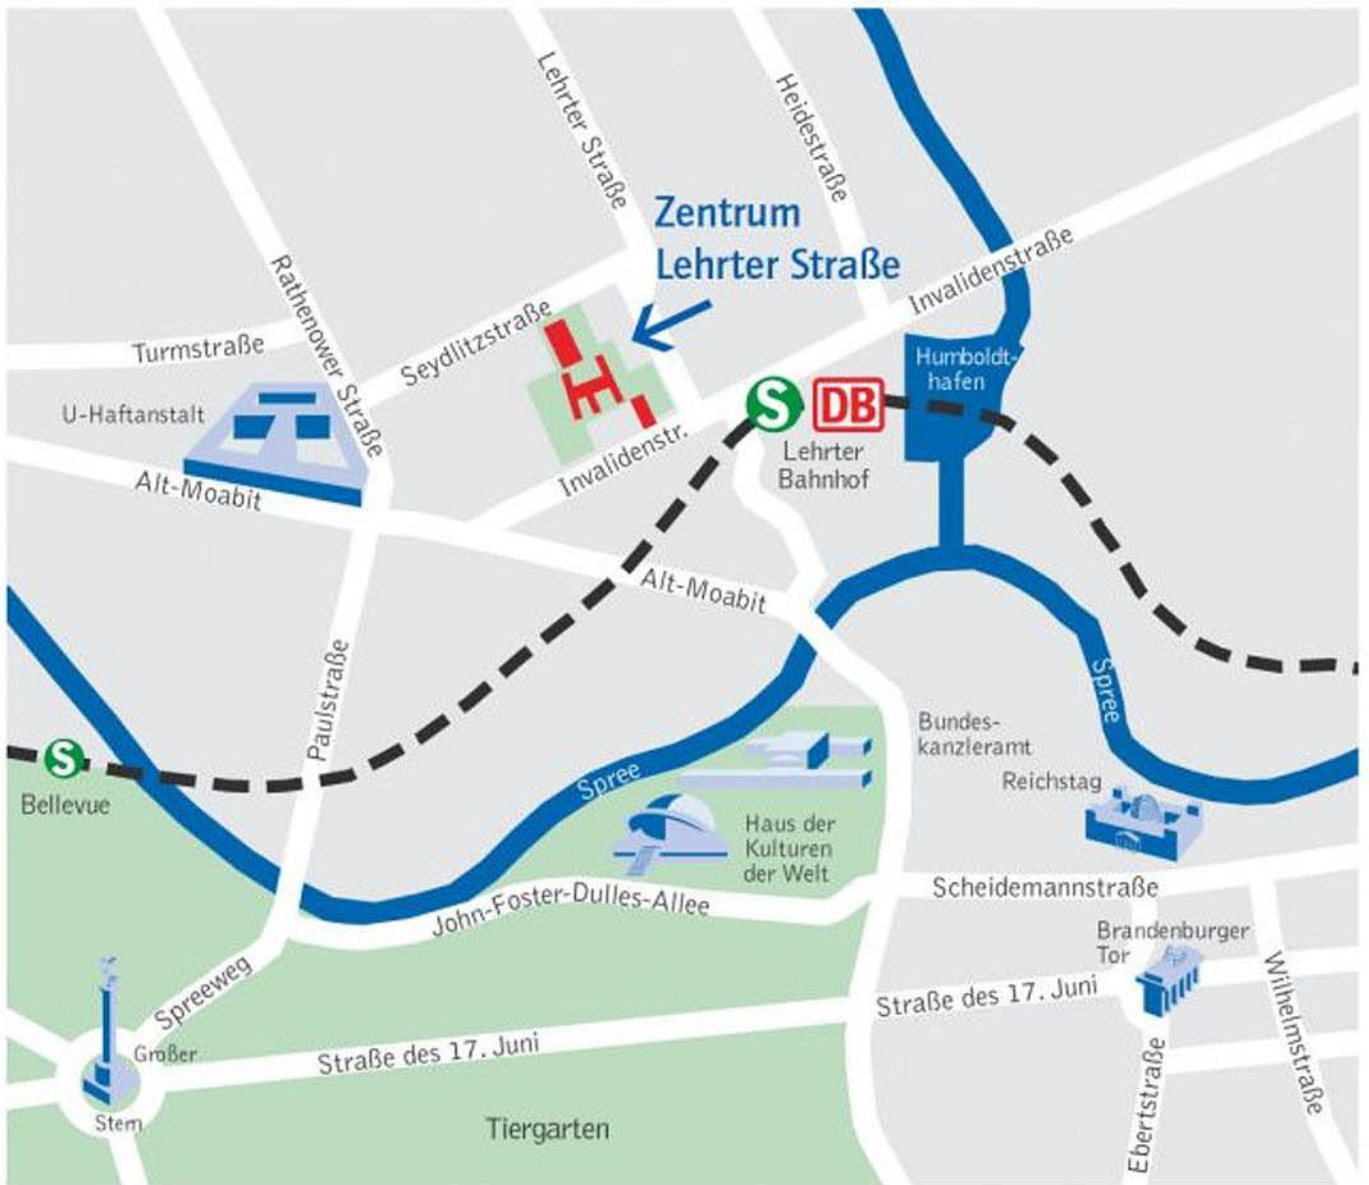 Lehrter Straße
Heidestraße
Zentrum
Lehrter Straße
Invalidenstraße
Rathenower Straße
Seydlitzstraße
Turmstraße
Humboldt-
hafen
U-Haftanstalt
S
DB
Invalidenstr.
Lehrter
Bahnhof
Alt-Moabit
Alt-Moabit
Paulstraße
Spree
Bundes-
kanzleramt
S
Bellevue
Spree
Reichstag
Haus der
Kulturen
der Welt
John-Foster-Dulles-Allee
Scheidemannstraße
Brandenburger
Tor
Spreeweg
Straße des 17. Juni
Wilhelmstraße
Großer
Stern
Straße des 17. Juni
Ebertstraße
Tiergarten